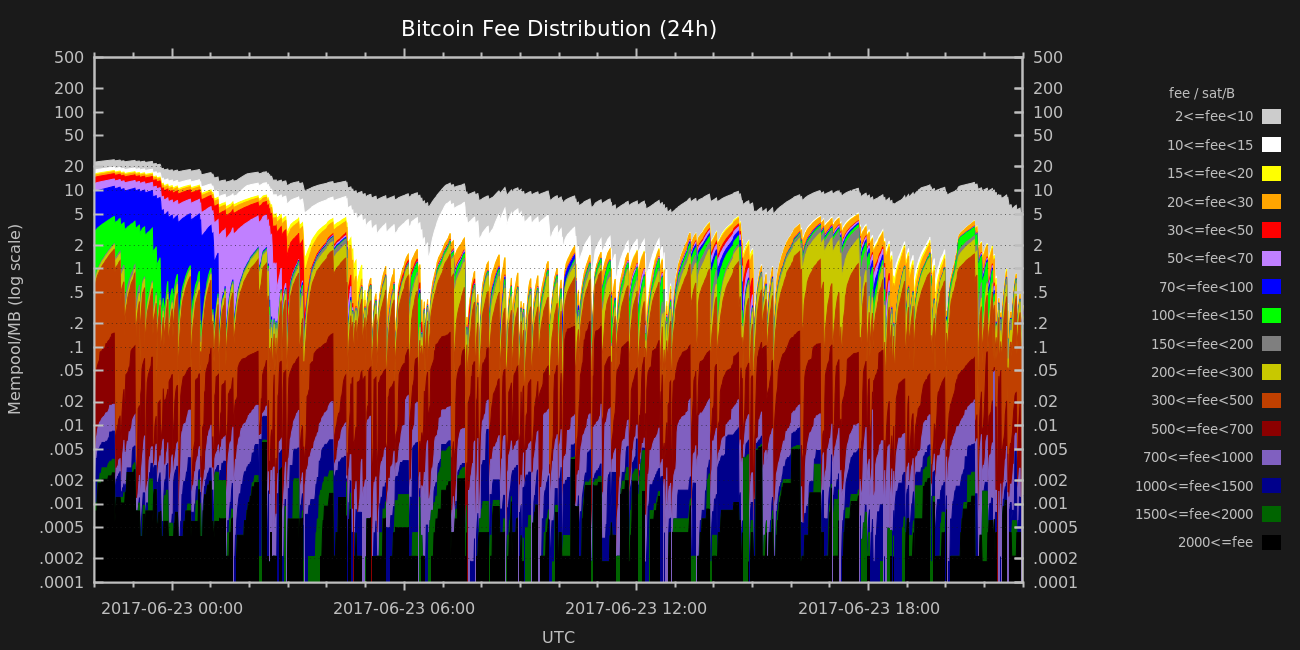 Bitcoin Fee Distribution (24h)
500
200
100
50
20
10
5
2
1
.5
.2
.1
.05
.02
.01
.005
.002
.001
.0005
.0002
.0001
Mempool/MB (log scale)
500
200
100
50
20
10
5
2
1
.5
.2
.1
.05
.02
.01
.005
.002
.001
.0005
.0002
.0001
2017-06-23 00:00
2017-06-23 06:00
2017-06-23 12:00
2017-06-23 18:00
UTC
fee / sat/B
2<=fee<10
10<=fee<15
15<=fee<20
20<=fee<30
30<=fee<50
50<=fee<70
70<=fee<100
100<=fee<150
150<=fee<200
200<=fee<300
300<=fee<500
500<=fee<700
700<=fee<1000
1000<=fee<1500
1500<=fee<2000
2000<=fee